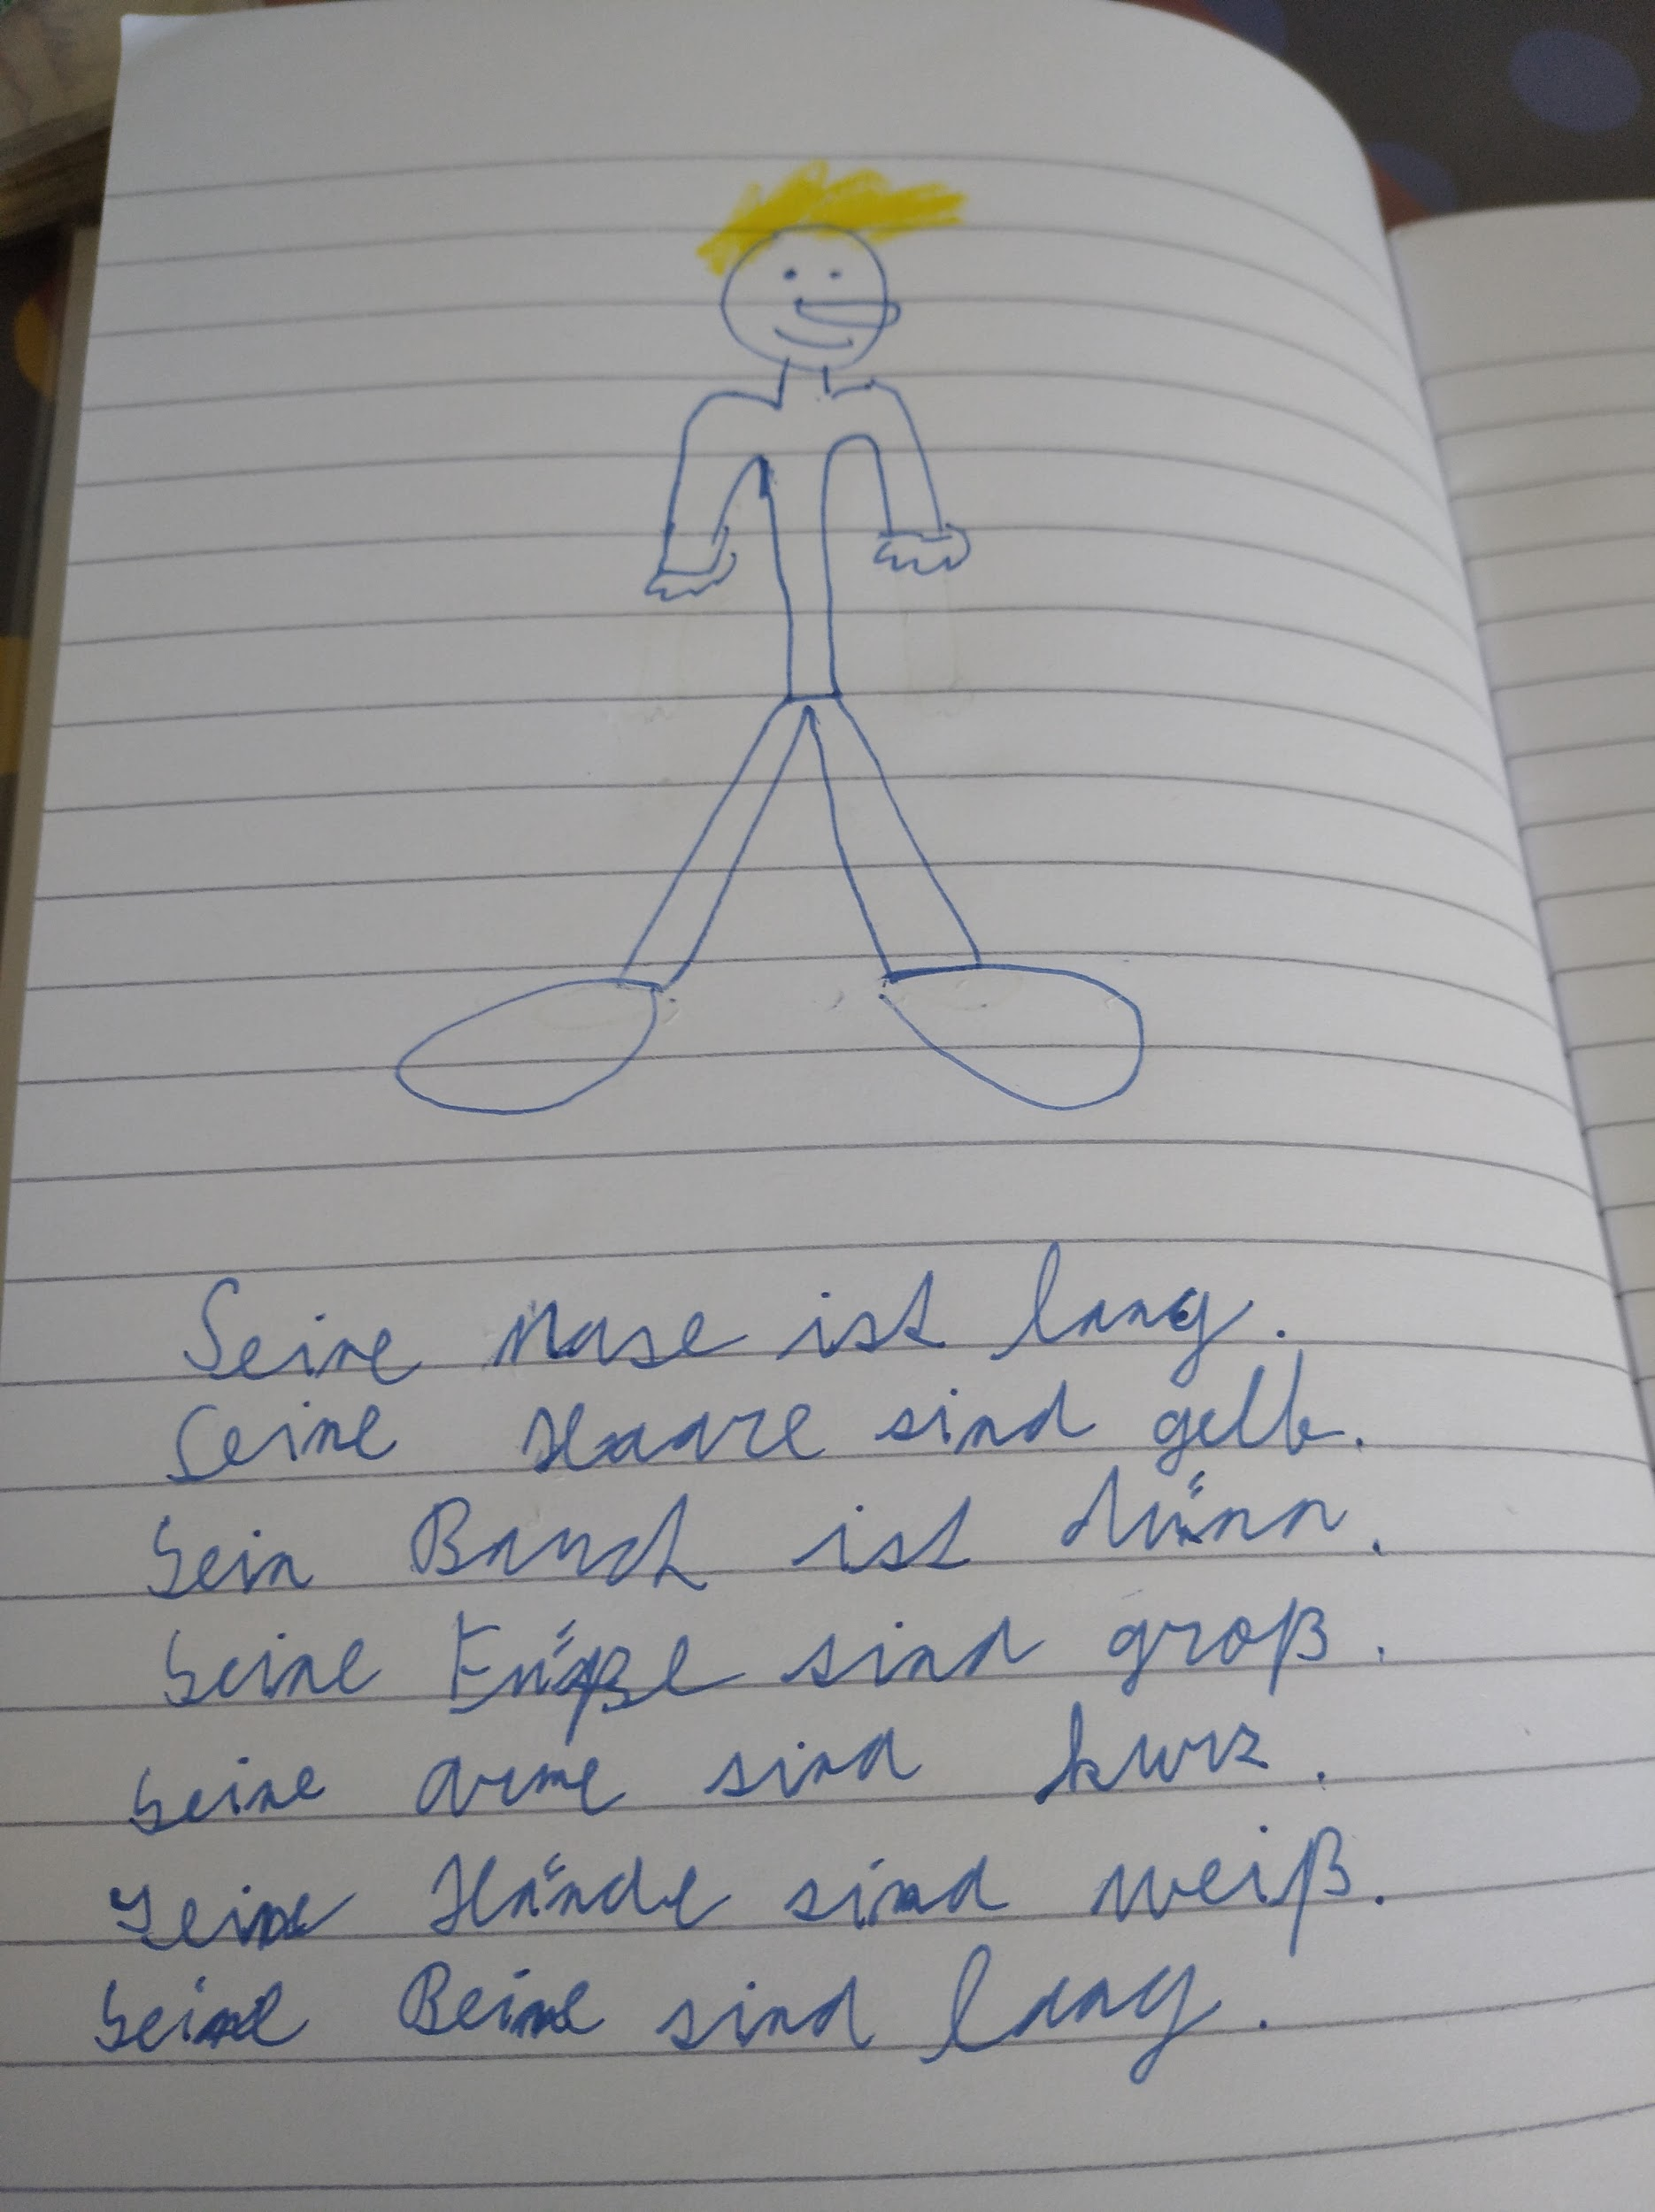 Seine Nase ist lang.
Seine Haare sind gelb.
Sein Bauch ist dünn.
Seine Füße sind groß.
Seine Arme sind kurz.
Seine Hände sind weiß.
Seine Beine sind lang.